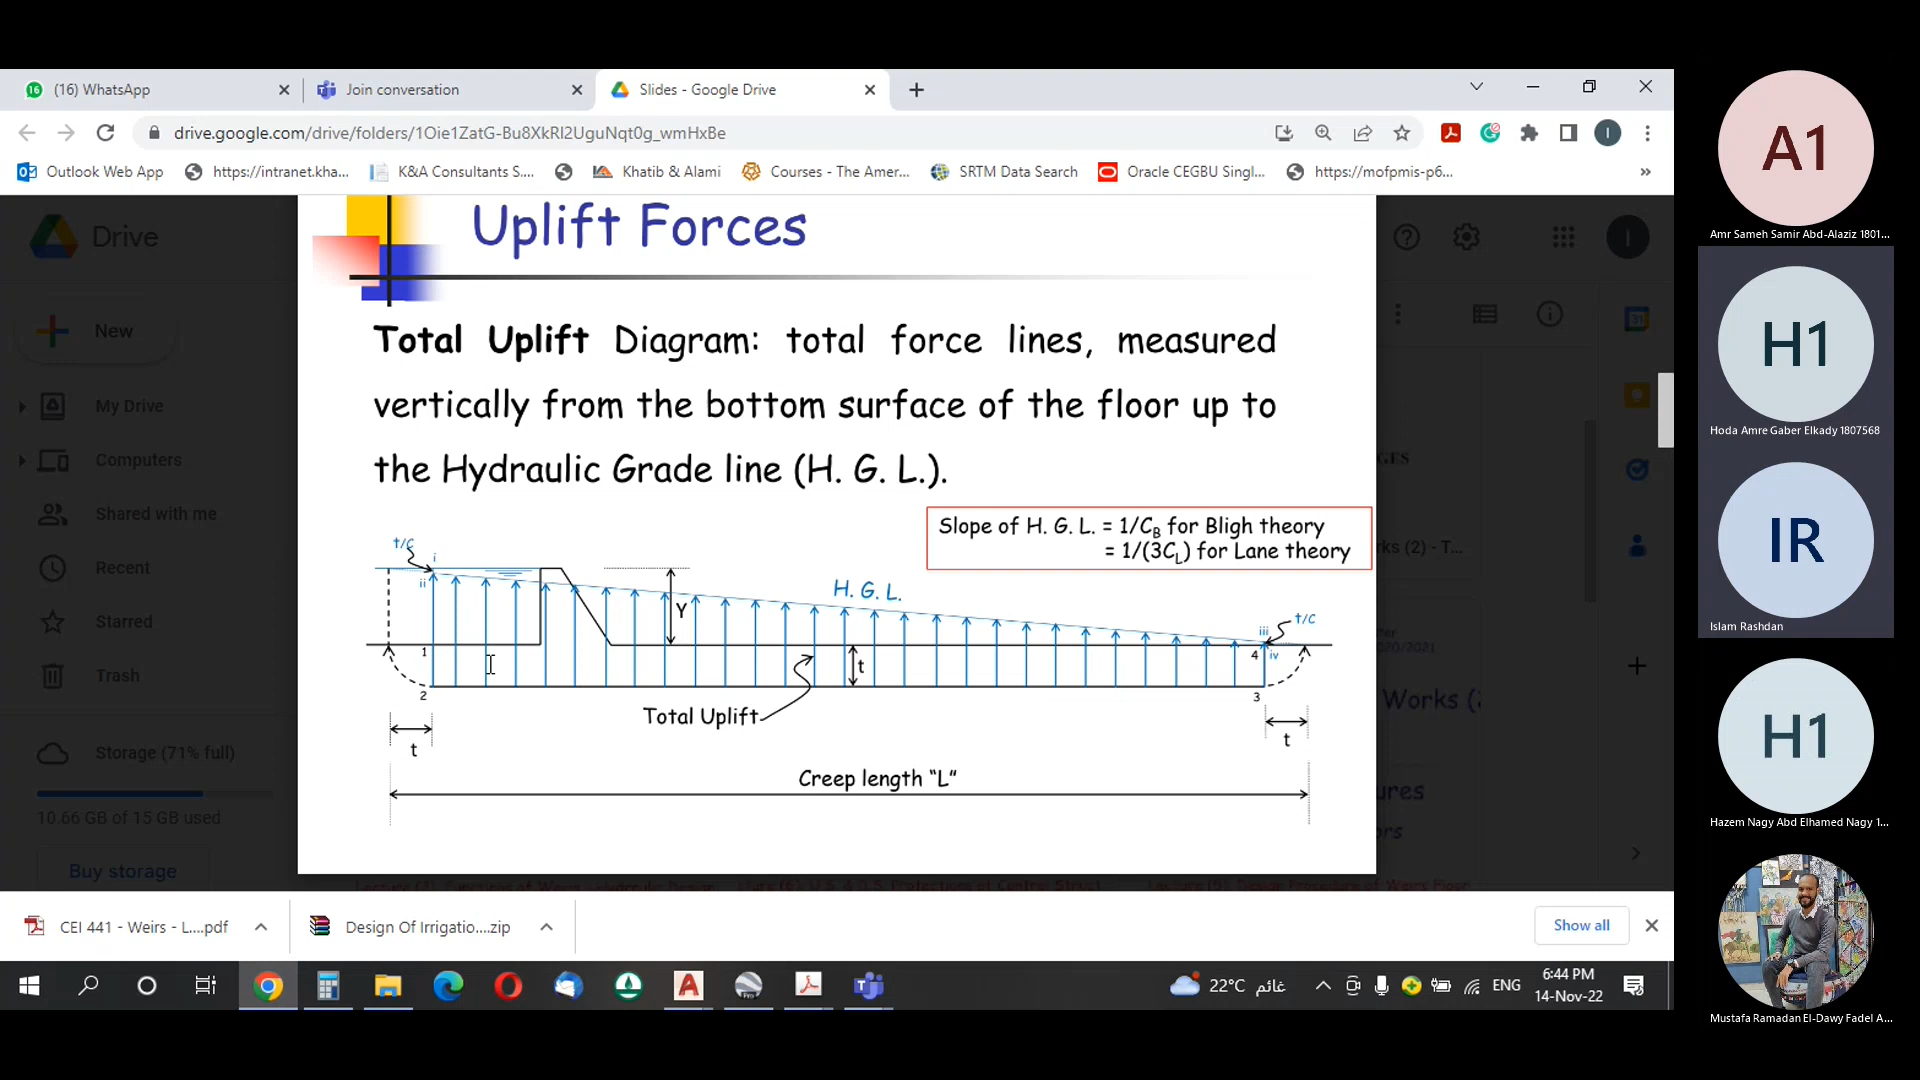 (16) WhatsApp
Join conversation
Slides - Google Drive
drive.google.com/drive/folders/1Oie1ZatG-Bu8XkRl2UguNqt0g_wmHxBe
Outlook Web App
https://intranet.kha...
K&A Consultants S....
Khatib & Alami
Courses - The Amer...
SRTM Data Search
Oracle CEGBU Singl...
https://mofpmis-p6...
»
Drive
New
My Drive
Computers
Shared with me
Recent
Starred
Trash
Storage (71% full)
10.66 GB of 15 GB used
Buy storage
Uplift Forces
Total Uplift Diagram: total force lines, measured
vertically from the bottom surface of the floor up to
the Hydraulic Grade line (H. G. L.).
Slope of H. G. L. = 1/CB for Bligh theory
= 1/(3CL) for Lane theory
t/C
i
ii
H. G. L.
Y
iii
t/C
1
4
iv
t
2
3
Total Uplift
t
t
Creep length “L”
CEI 441 - Weirs - L....pdf
Design Of Irrigatio....zip
Show all
22°C غائم
ENG
6:44 PM
14-Nov-22
A1
Amr Sameh Samir Abd-Alaziz 1801...
H1
Hoda Amre Gaber Elkady 1807568
IR
Islam Rashdan
H1
Hazem Nagy Abd Elhamed Nagy 1...
Mustafa Ramadan El-Dawy Fadel A...